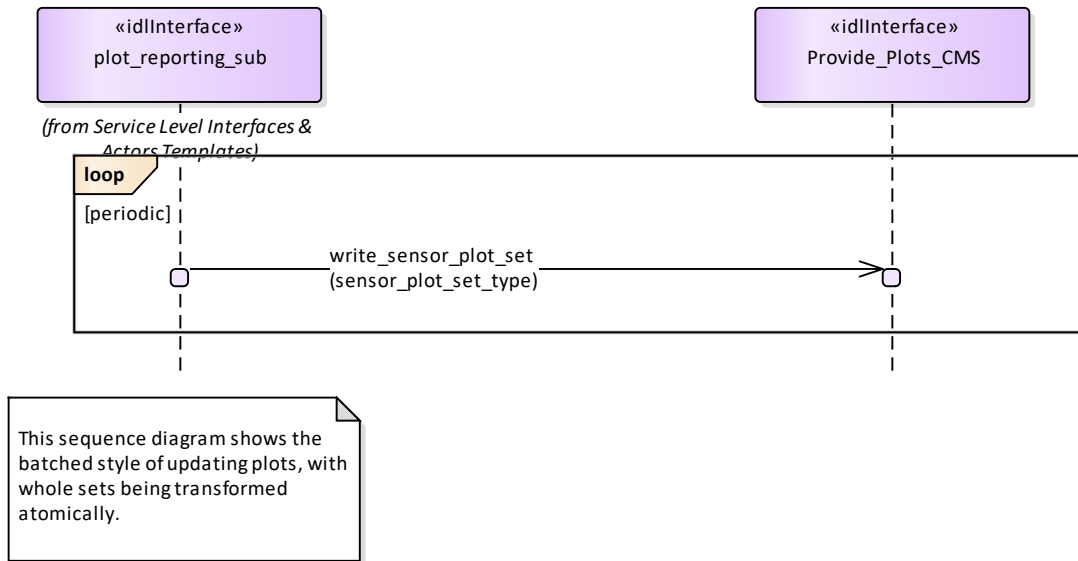 «idlInterface»
plot_reporting_sub
«idlInterface»
Provide_Plots_CMS
(from Service Level Interfaces &
Actors Templates)
loop
[periodic]
write_sensor_plot_set
(sensor_plot_set_type)
This sequence diagram shows the
batched style of updating plots, with
whole sets being transformed
atomically.